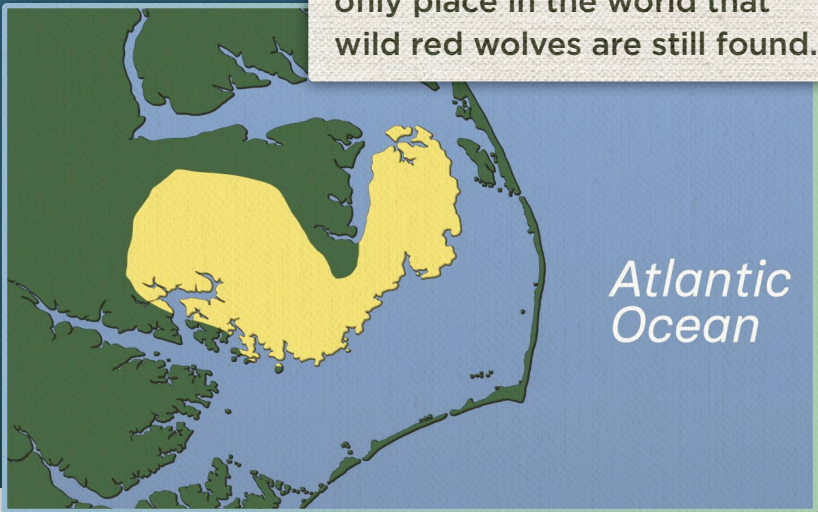 only place in the world that
wild red wolves are still found.
Atlantic
Ocean